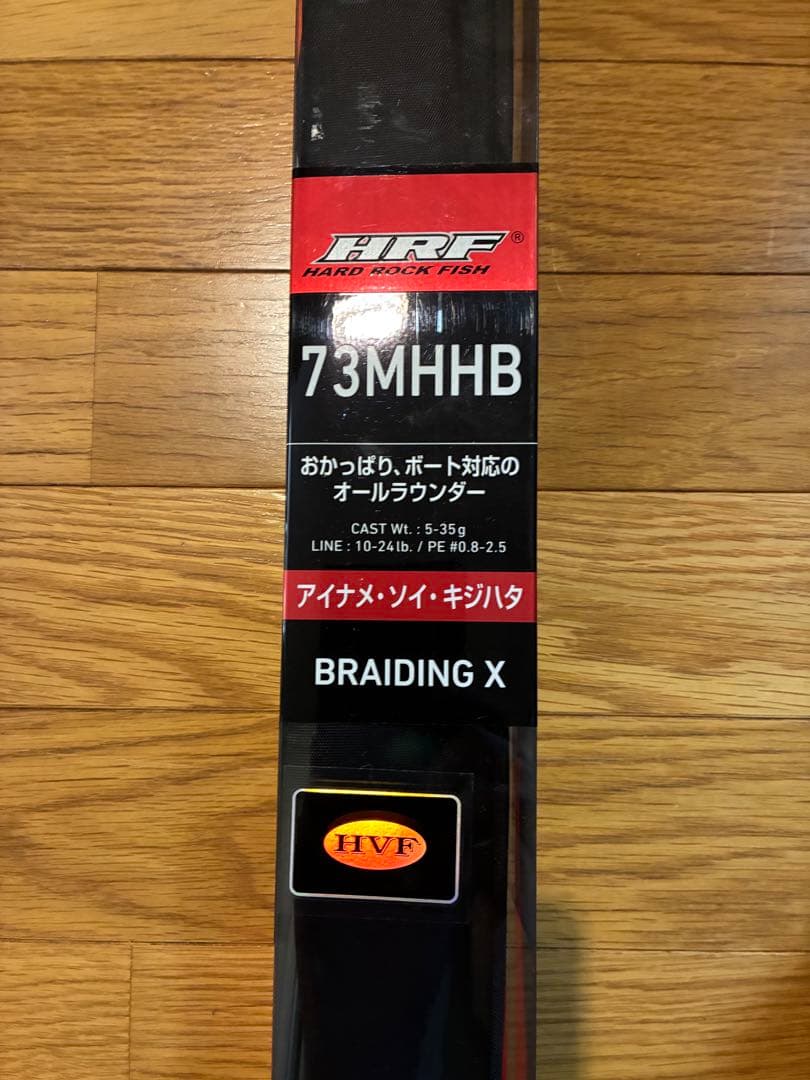 HRF®
HARD ROCK FISH
73MHHB
おかっぱり、ボート対応の
オールラウンダー
CAST Wt. : 5-35g
LINE : 10-24lb. / PE #0.8-2.5
アイナメ・ソイ・キジハタ
BRAIDING X
HVF